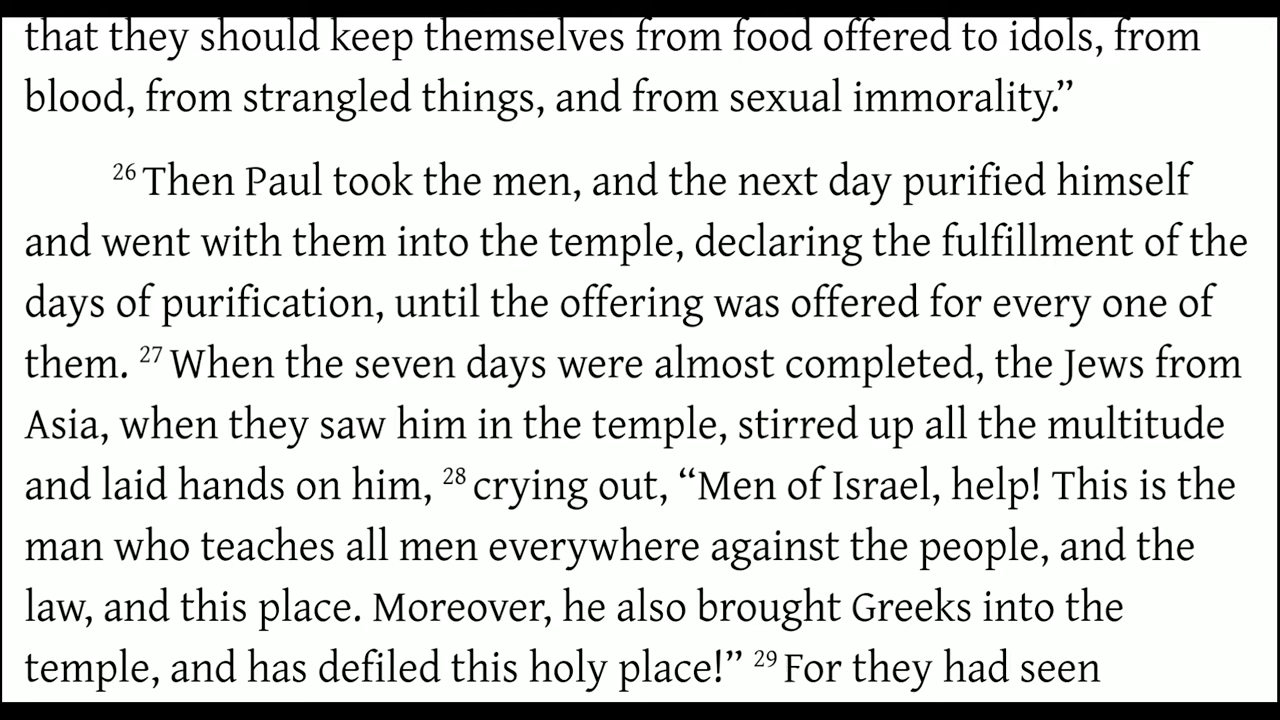 that they should keep themselves from food offered to idols, from
blood, from strangled things, and from sexual immorality.”
26 Then Paul took the men, and the next day purified himself
and went with them into the temple, declaring the fulfillment of the
days of purification, until the offering was offered for every one of
them. 27 When the seven days were almost completed, the Jews from
Asia, when they saw him in the temple, stirred up all the multitude
and laid hands on him, 28 crying out, “Men of Israel, help! This is the
man who teaches all men everywhere against the people, and the
law, and this place. Moreover, he also brought Greeks into the
temple, and has defiled this holy place!” 29 For they had seen